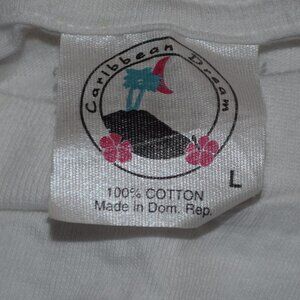 Caribbean Dream
L
100% COTTON
Made in Dom. Rep.